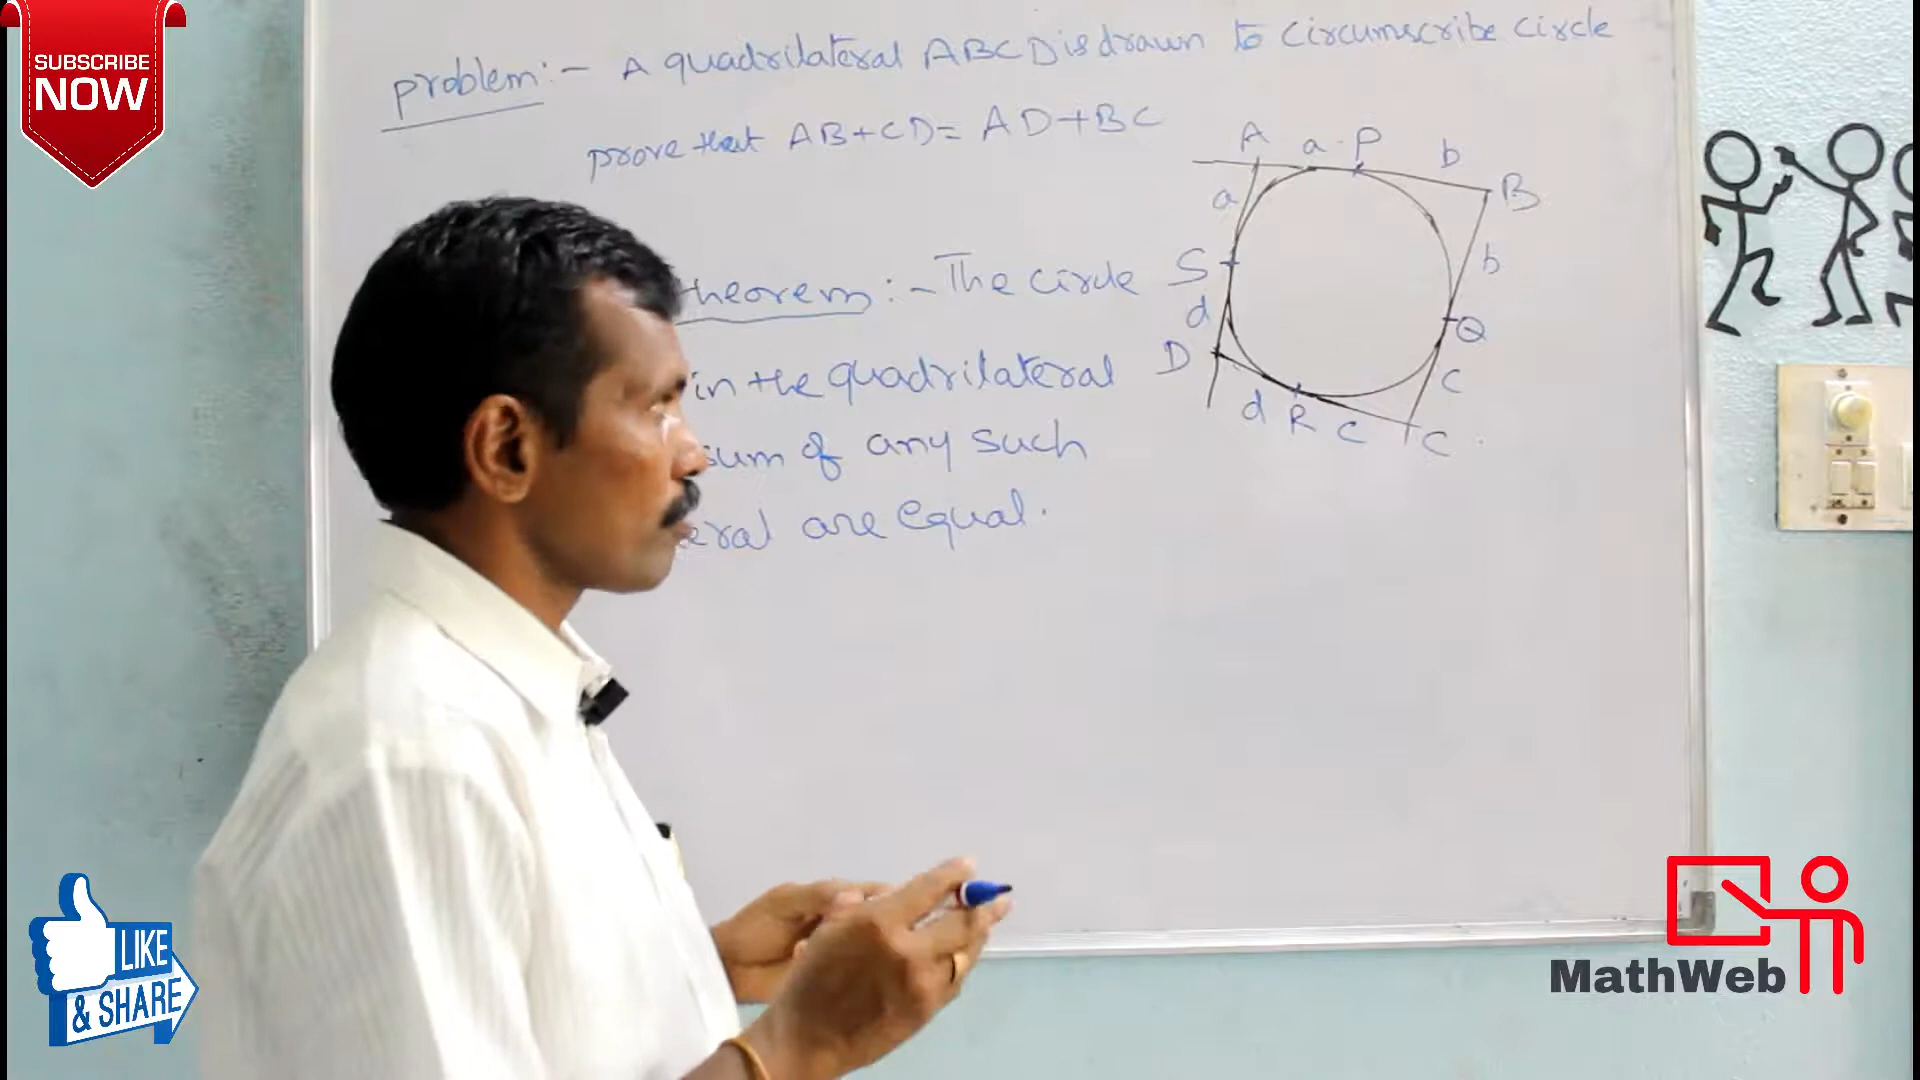 SUBSCRIBE
NOW
problem:- A quadrilateral ABCD is drawn to circumscribe circle
prove that AB+CD= AD+BC
A a P b
B
a
S
b
d
Q
D
c
d R c C
theorem:- The circle
in the quadrilateral
sum of any such
are equal.
LIKE
& SHARE
MathWeb